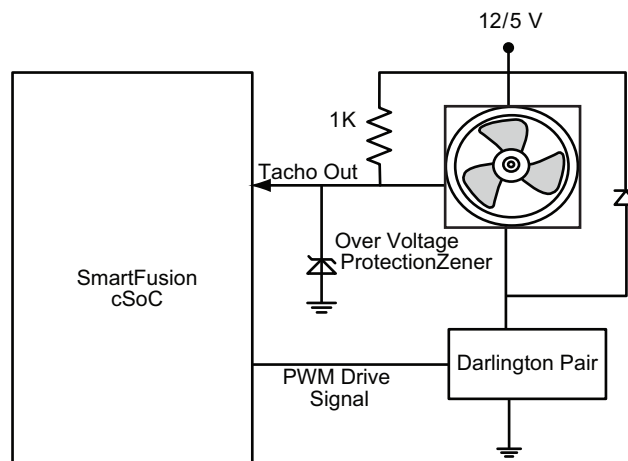 12/5 V
1K
Tacho Out
Over Voltage
ProtectionZener
SmartFusion
cSoC
Darlington Pair
PWM Drive
Signal